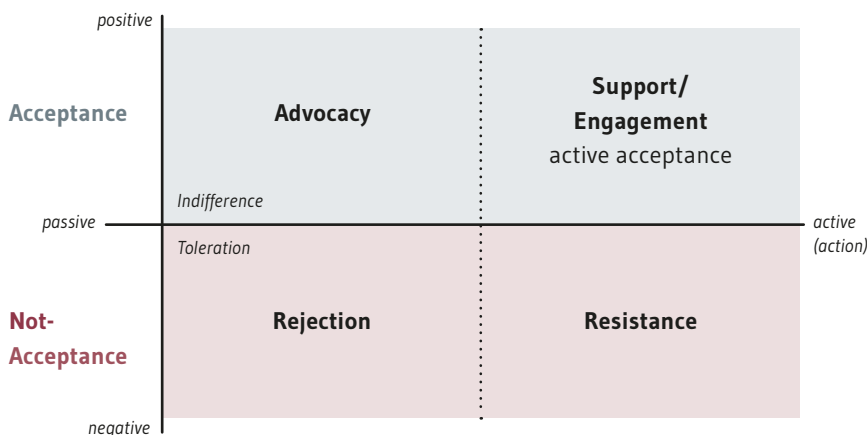 positive
Acceptance
Advocacy
Support/
Engagement
active acceptance
Indifference
passive
active
(action)
Toleration
Not-
Acceptance
Rejection
Resistance
negative